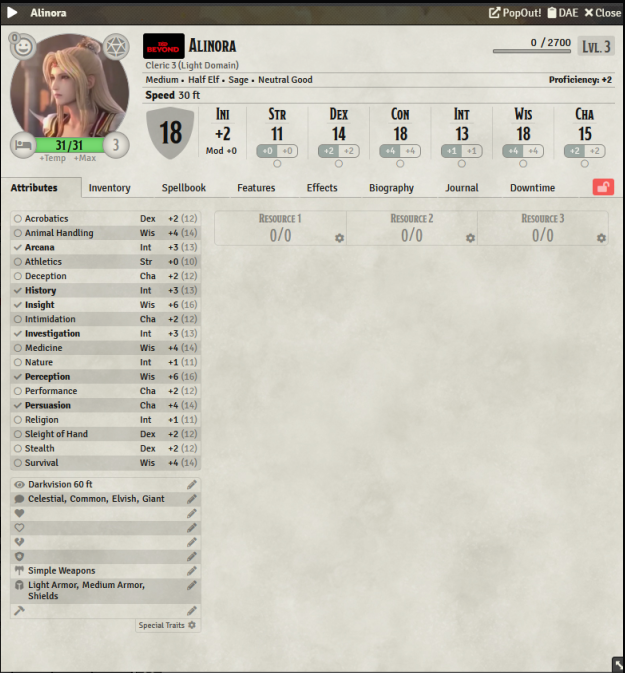 Alinora
PopOut! DAE Close
0
HD BEYOND
ALINORA
0 / 2700
LVL. 3
Cleric 3 (Light Domain)
Medium • Half Elf • Sage • Neutral Good
Proficiency: +2
Speed 30 ft
31/31
3
+Temp +Max
18
INI STR DEX CON INT WIS CHA
+2 11 14 18 13 18 15
Mod +0 +0 +0 +2 +2 +4 +4 +1 +1 +4 +4 +2 +2
Attributes Inventory Spellbook Features Effects Biography Journal Downtime
Acrobatics Dex +2 (12)
Animal Handling Wis +4 (14)
Arcana Int +3 (13)
Athletics Str +0 (10)
Deception Cha +2 (12)
History Int +3 (13)
Insight Wis +6 (16)
Intimidation Cha +2 (12)
Investigation Int +3 (13)
Medicine Wis +4 (14)
Nature Int +1 (11)
Perception Wis +6 (16)
Performance Cha +2 (12)
Persuasion Cha +4 (14)
Religion Int +1 (11)
Sleight of Hand Dex +2 (12)
Stealth Dex +2 (12)
Survival Wis +4 (14)
RESOURCE 1 RESOURCE 2 RESOURCE 3
0/0 0/0 0/0
Darkvision 60 ft
Celestial, Common, Elvish, Giant
Simple Weapons
Light Armor, Medium Armor,
Shields
Special Traits